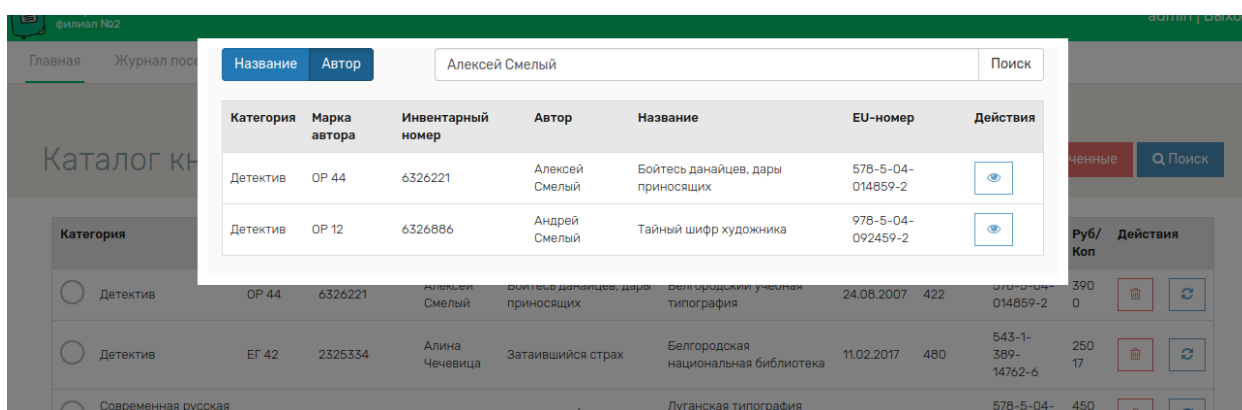 филиал №2
admin | Выхо
Главная Журнал посе
Название Автор Алексей Смелый Поиск
Категория Марка автора Инвентарный номер Автор Название EU-номер Действия
Детектив ОР 44 6326221 Алексей Смелый Бойтесь данайцев, дары приносящих 578-5-04-014859-2
Детектив ОР 12 6326886 Андрей Смелый Тайный шифр художника 978-5-04-092459-2
Каталог кн ченные Поиск
Категория Руб/Коп Действия
Детектив ОР 44 6326221 Алексей Смелый Бойтесь данайцев, дары приносящих Белгородский учебная типография 24.08.2007 422 578-5-04-014859-2 390 0
Детектив ЕГ 42 2325334 Алина Чечевица Затаившийся страх Белгородская национальная библиотека 11.02.2017 480 543-1-389-14762-6 250 17
Современная русская Луганская типография 578-5-04- 450